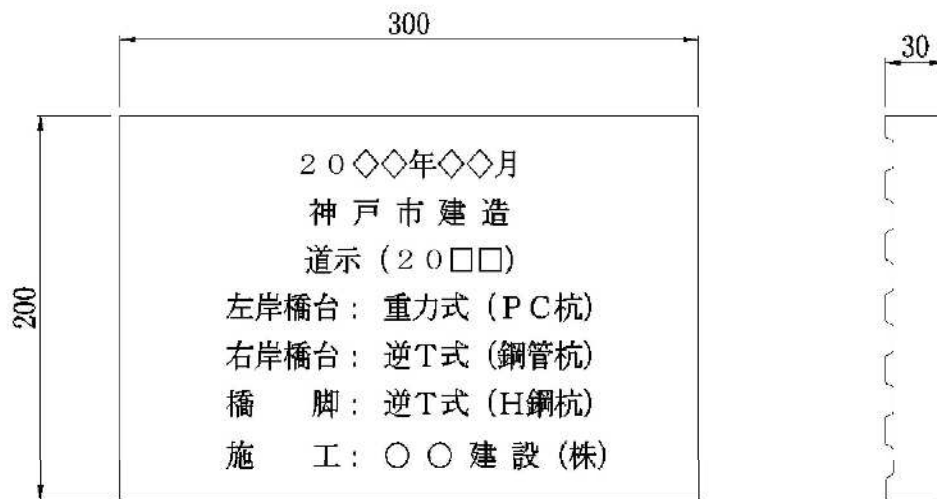 300
30
200
２０◇◇年◇◇月
神戸市建造
道示（２０□□）
左岸橋台：重力式（ＰＣ杭）
右岸橋台：逆Ｔ式（鋼管杭）
橋　脚：逆Ｔ式（Ｈ鋼杭）
施　工：○○建設（株）